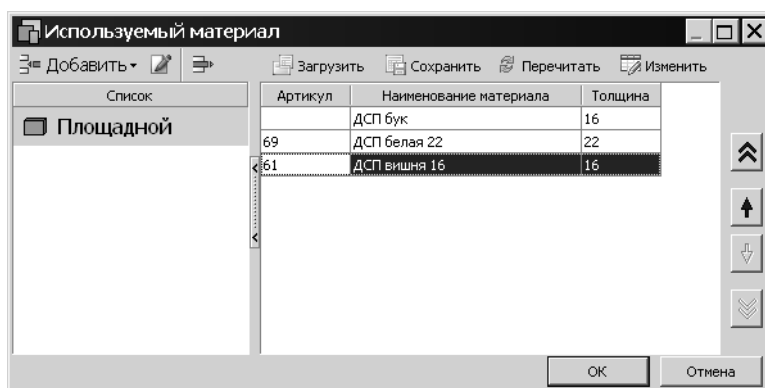 Используемый материал
Добавить Загрузить Сохранить Перечитать Изменить
Список Артикул Наименование материала Толщина
Площадной
ДСП бук 16
69 ДСП белая 22 22
61 ДСП вишня 16 16
ОК Отмена